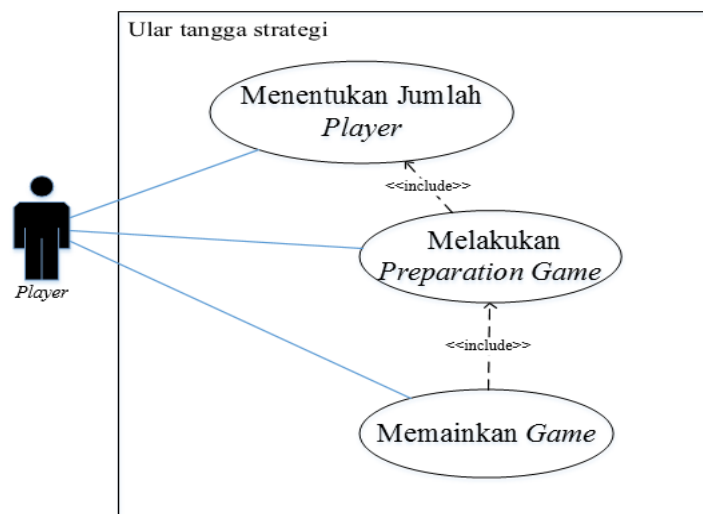 Ular tangga strategi
Menentukan Jumlah
Player
<<include>>
Melakukan
Preparation Game
Player
<<include>>
Memainkan Game